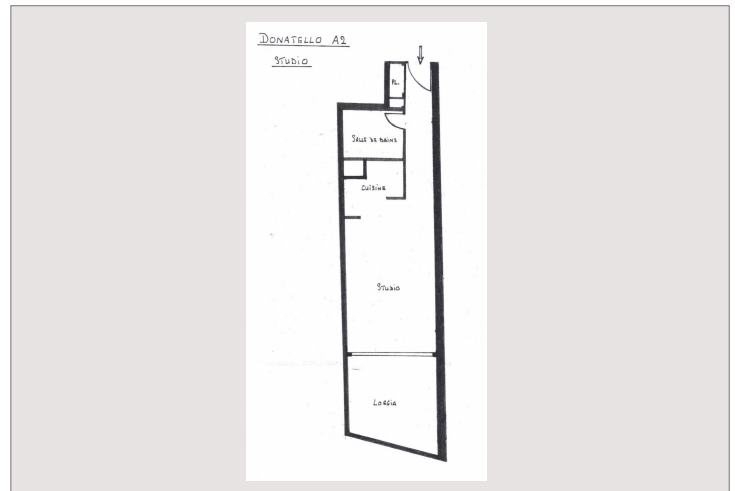 DONATELLO A2
STUDIO
PL.
SALLE DE BAINS
CUISINE
STUDIO
LOGGIA